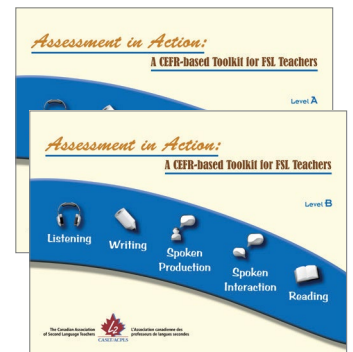 Assessment in Action:
A CEFR-based Toolkit for FSL Teachers
Level A
Assessment in Action:
A CEFR-based Toolkit for FSL Teachers
Level B
Listening
Writing
Spoken
Production
Spoken
Interaction
Reading
The Canadian Association
of Second Language Teachers
L2
CASLT/ACPLS
L'Association canadienne des
professeurs de langues secondes